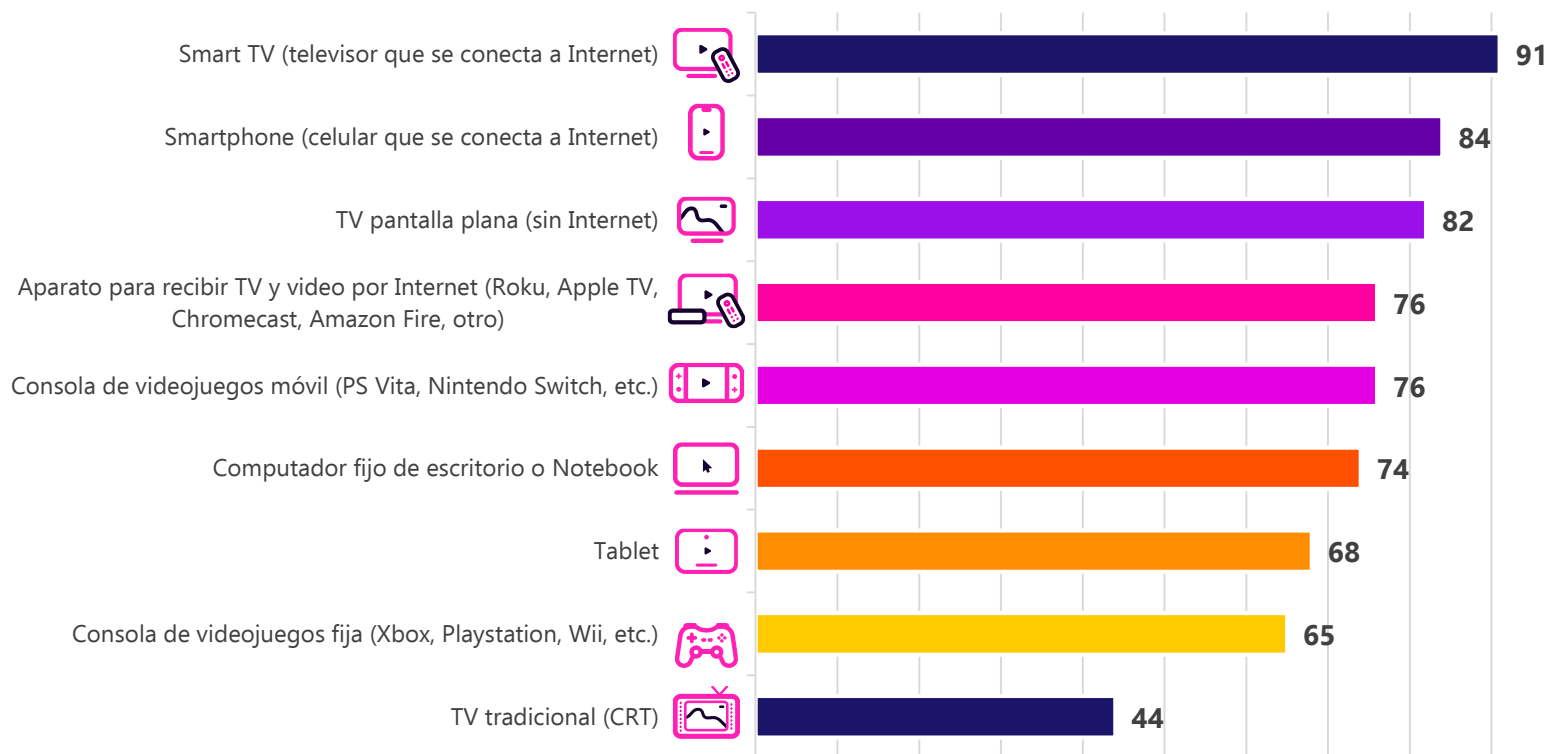 Smart TV (televisor que se conecta a Internet)
91
Smartphone (celular que se conecta a Internet)
84
TV pantalla plana (sin Internet)
82
Aparato para recibir TV y video por Internet (Roku, Apple TV,
Chromecast, Amazon Fire, otro)
76
Consola de videojuegos móvil (PS Vita, Nintendo Switch, etc.)
76
Computador fijo de escritorio o Notebook
74
Tablet
68
Consola de videojuegos fija (Xbox, Playstation, Wii, etc.)
65
TV tradicional (CRT)
44